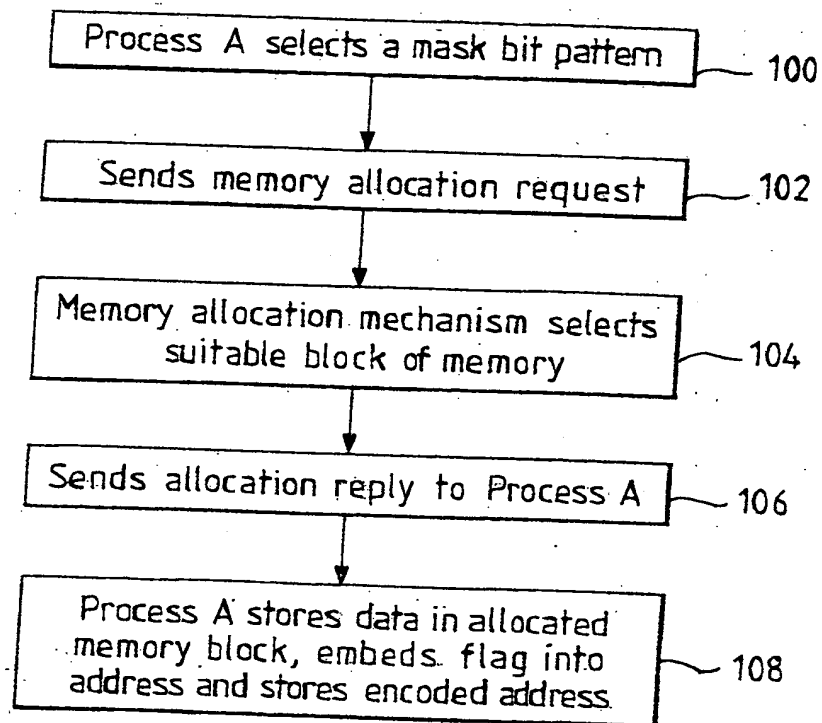 Process A selects a mask bit pattern
100
Sends memory allocation request
102
Memory allocation mechanism selects
suitable block of memory
104
Sends allocation reply to Process A
106
Process A stores data in allocated
memory block, embeds flag into
address and stores encoded address
108